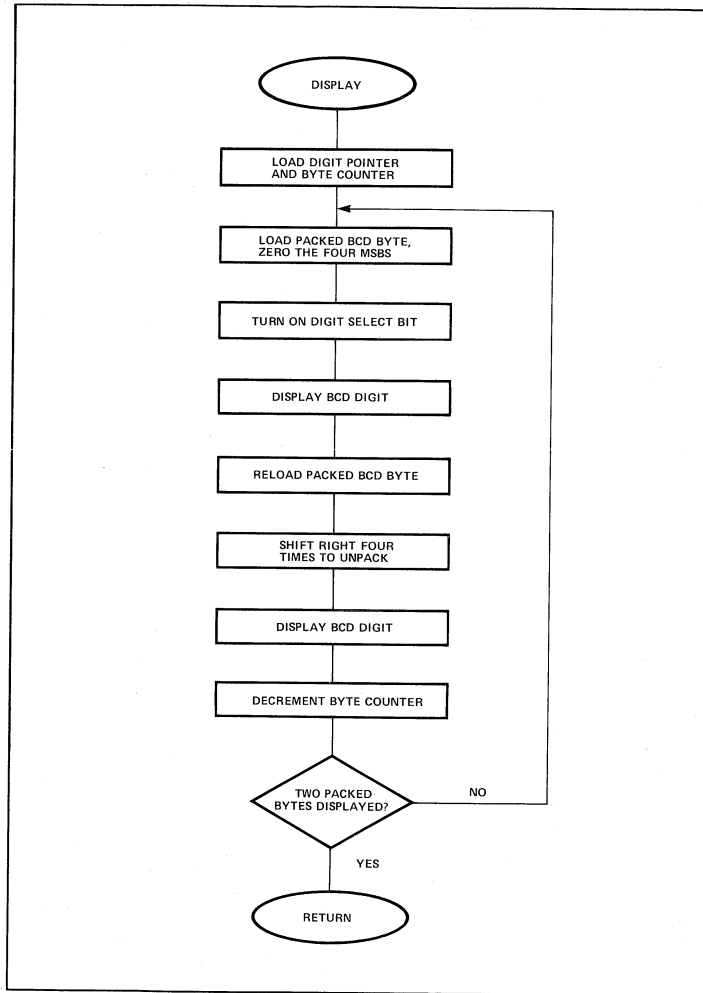 DISPLAY
LOAD DIGIT POINTER
AND BYTE COUNTER
LOAD PACKED BCD BYTE,
ZERO THE FOUR MSBS
TURN ON DIGIT SELECT BIT
DISPLAY BCD DIGIT
RELOAD PACKED BCD BYTE
SHIFT RIGHT FOUR
TIMES TO UNPACK
DISPLAY BCD DIGIT
DECREMENT BYTE COUNTER
TWO PACKED
BYTES DISPLAYED?
NO
YES
RETURN